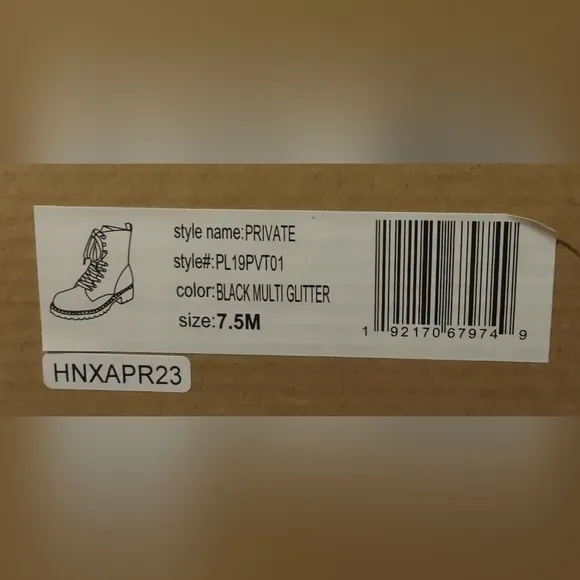 style name:PRIVATE
style#:PL19PVT01
color:BLACK MULTI GLITTER
size:7.5M
1 92170 67974 9
HNXAPR23